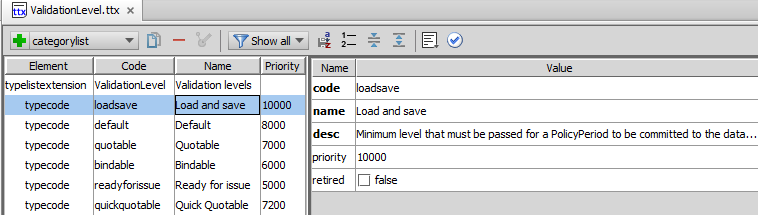 ttx ValidationLevel.ttx ×
categorylist Show all
Element Code Name Priority
typelistextension ValidationLevel Validation levels
typecode loadsave Load and save 10000
typecode default Default 8000
typecode quotable Quotable 7000
typecode bindable Bindable 6000
typecode readyforissue Ready for issue 5000
typecode quickquotable Quick Quotable 7200
Name Value
code loadsave
name Load and save
desc Minimum level that must be passed for a PolicyPeriod to be committed to the data...
priority 10000
retired false